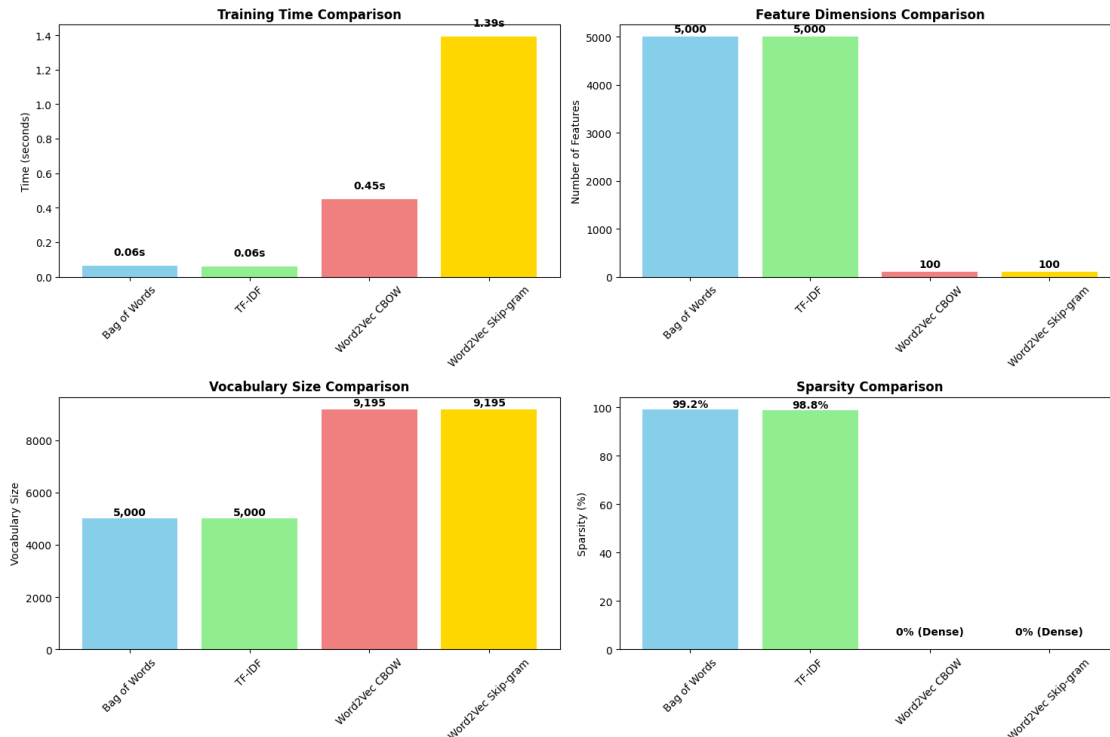 Training Time Comparison
Time (seconds)
1.4
1.2
1.0
0.8
0.6
0.4
0.2
0.0
0.06s
0.06s
0.45s
1.39s
Bag of Words
TF-IDF
Word2Vec CBOW
Word2Vec Skip-gram
Feature Dimensions Comparison
Number of Features
5000
4000
3000
2000
1000
0
5,000
5,000
100
100
Bag of Words
TF-IDF
Word2Vec CBOW
Word2Vec Skip-gram
Vocabulary Size Comparison
Vocabulary Size
8000
6000
4000
2000
0
5,000
5,000
9,195
9,195
Bag of Words
TF-IDF
Word2Vec CBOW
Word2Vec Skip-gram
Sparsity Comparison
Sparsity (%)
100
80
60
40
20
0
99.2%
98.8%
0% (Dense)
0% (Dense)
Bag of Words
TF-IDF
Word2Vec CBOW
Word2Vec Skip-gram